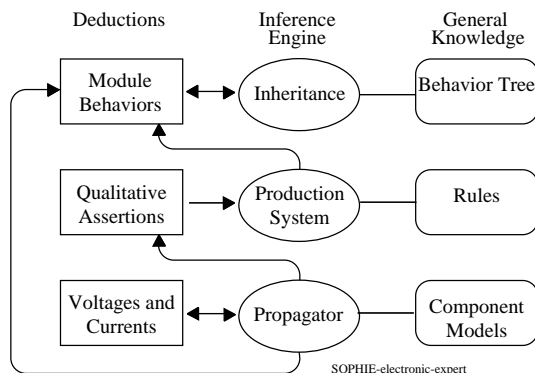 Deductions
Inference
Engine
General
Knowledge
Module
Behaviors
Inheritance
Behavior Tree
Qualitative
Assertions
Production
System
Rules
Voltages and
Currents
Propagator
Component
Models
SOPHIE-electronic-expert